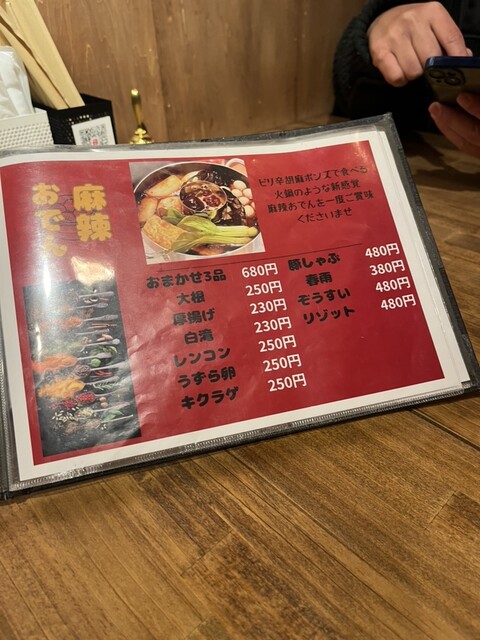 麻辣
おでん
ピリ辛胡麻ポンズで食べる
火鍋のような新感覚
麻辣おでんを一度ご賞味
くださいませ
おまかせ3品 680円
大根 250円
厚揚げ 230円
白滝 230円
レンコン 250円
うずら卵 250円
キクラゲ 250円
豚しゃぶ 480円
春雨 380円
ぞうすい 480円
リゾット 480円